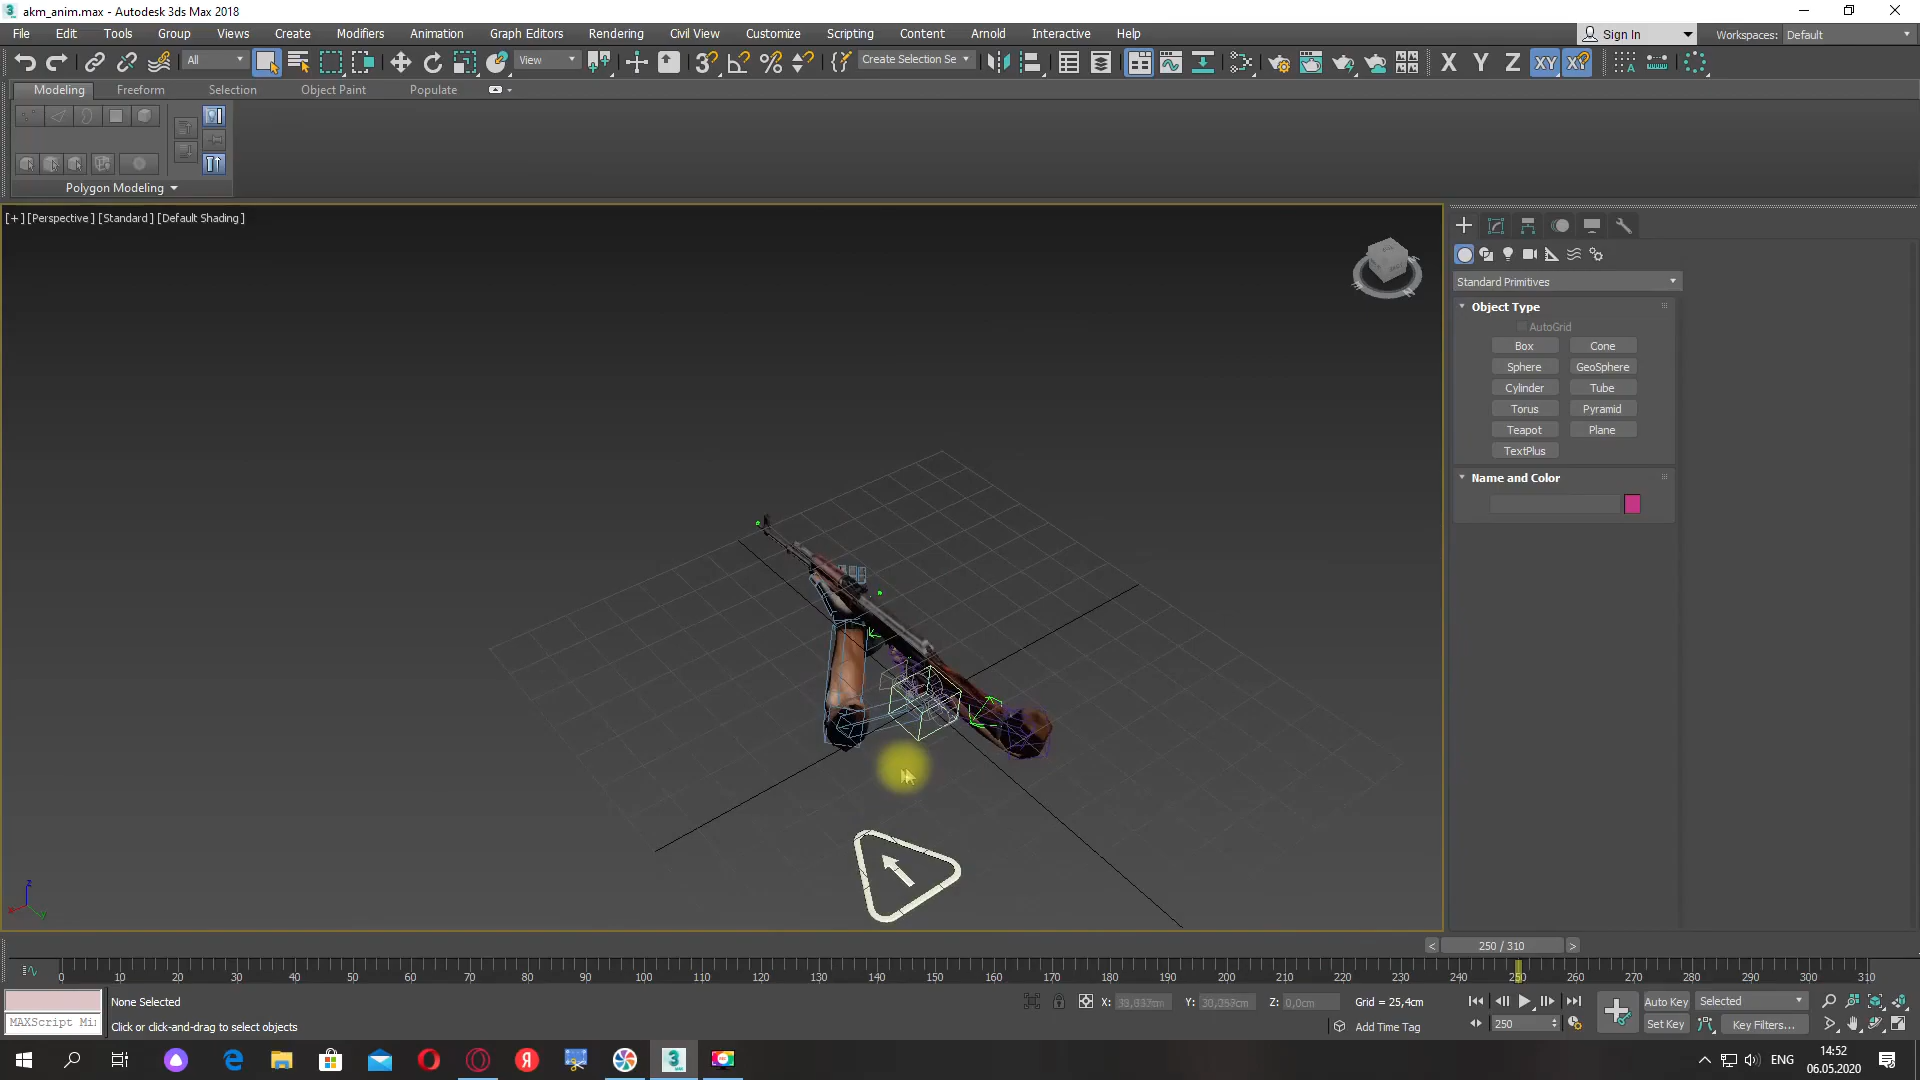 akm_anim.max - Autodesk 3ds Max 2018
File Edit Tools Group Views Create Modifiers Animation Graph Editors Rendering Civil View Customize Scripting Content Arnold Interactive Help
Sign In
Workspaces: Default
All
View
Create Selection Se
X Y Z XY XY
Modeling Freeform Selection Object Paint Populate
Polygon Modeling
[+] [Perspective] [Standard] [Default Shading]
Standard Primitives
Object Type
AutoGrid
Box Cone
Sphere GeoSphere
Cylinder Tube
Torus Pyramid
Teapot Plane
TextPlus
Name and Color
z
x y
< 250 / 310 >
0 10 20 30 40 50 60 70 80 90 100 110 120 130 140 150 160 170 180 190 200 210 220 230 240 250 260 270 280 290 300 310
None Selected
X: Y: Z: 0,0cm Grid = 25,4cm
Auto Key Selected
MAXScript Mi
Click or click-and-drag to select objects
Add Time Tag
250
Set Key Key Filters...
ENG
14:52
06.05.2020